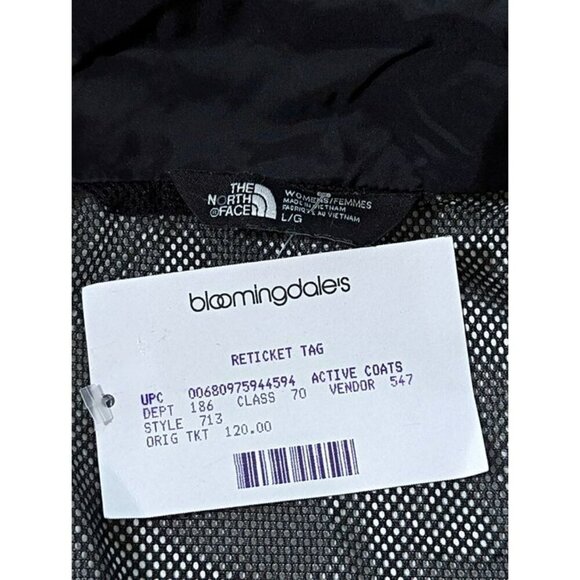 THE
NORTH
FACE
WOMENS/FEMMES
MADE IN VIETNAM
FABRIQUÉ AU VIETNAM
L/G
bloomingdale's
RETICKET TAG
UPC 00680975944594 ACTIVE COATS
DEPT 186 CLASS 70 VENDOR 547
STYLE 713
ORIG TKT 120.00